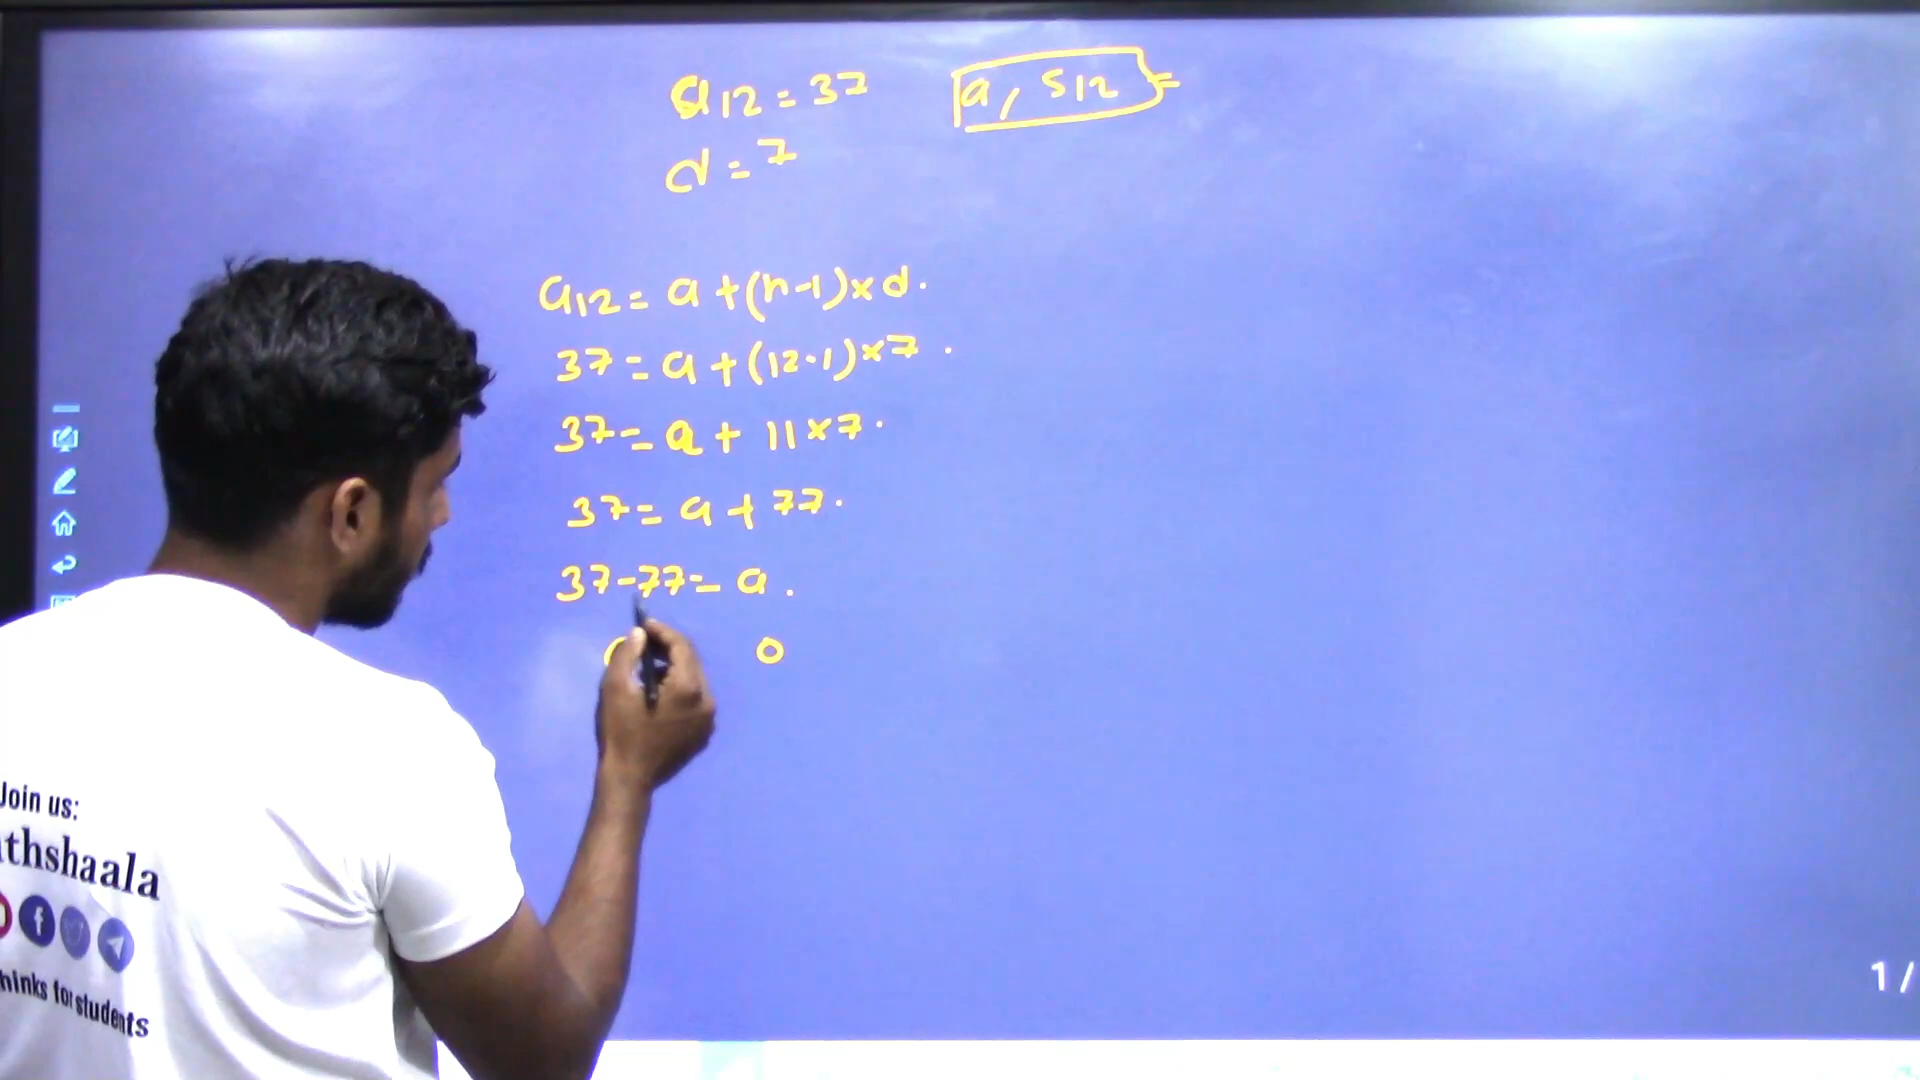 a12 = 37
a, S12 =
d = 7
a12 = a + (n-1) × d.
37 = a + (12-1) × 7 .
37 = a + 11 × 7 .
37 = a + 77 .
37 - 77 = a .
0
Join us:
thshaala
hinks for students
1 /